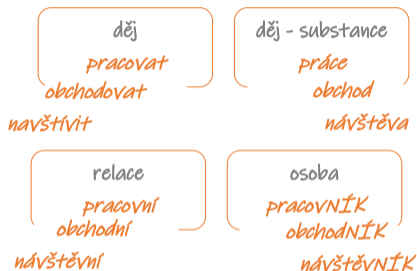 děj
pracovat
obchodovat
navštívit
děj - substance
práce
obchod
návštěva
relace
pracovní
obchodní
návštěvní
osoba
pracovNÍK
obchodNÍK
návštěvNÍK